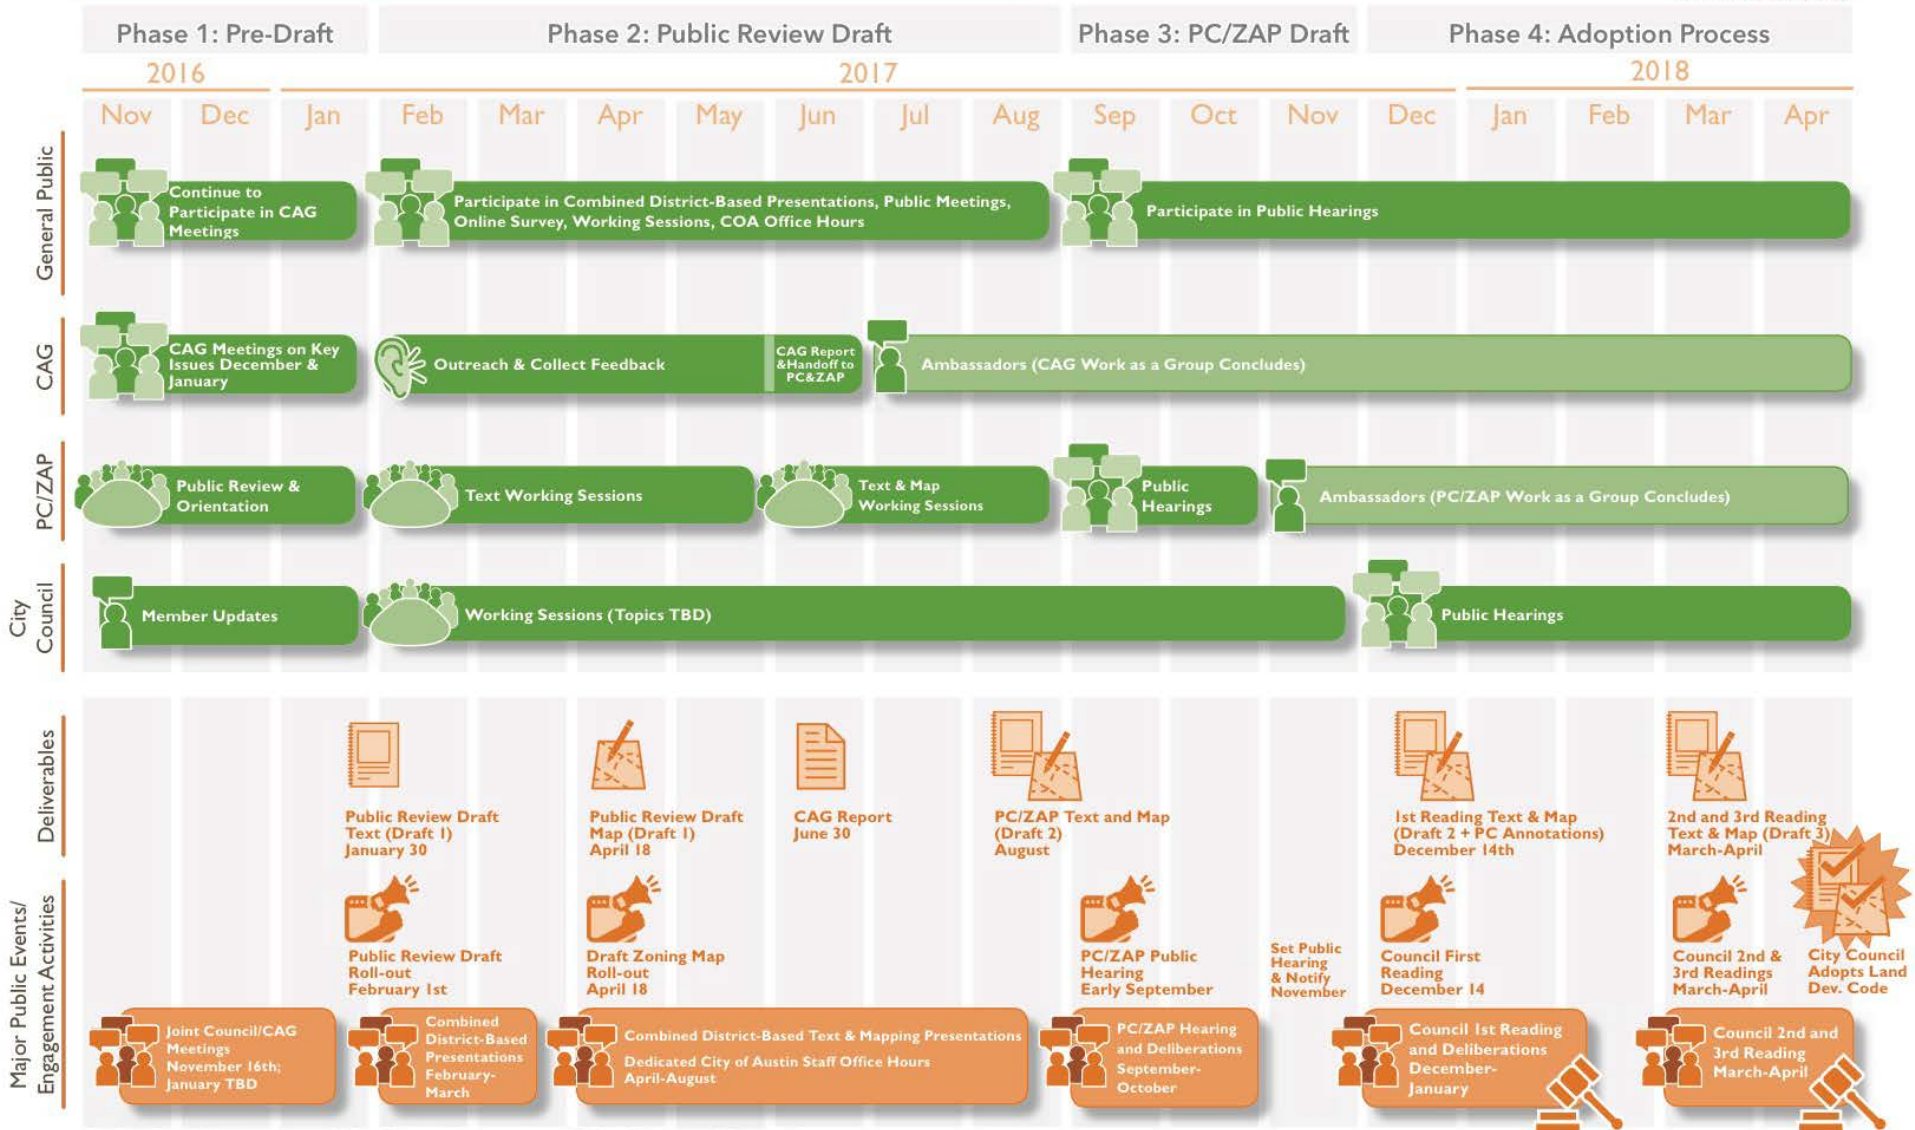 Phase 1: Pre-Draft
Phase 2: Public Review Draft
Phase 3: PC/ZAP Draft
Phase 4: Adoption Process
2016
2017
2018
Nov
Dec
Jan
Feb
Mar
Apr
May
Jun
Jul
Aug
Sep
Oct
Nov
Dec
Jan
Feb
Mar
Apr
General Public
Continue to
Participate in CAG
Meetings
Participate in Combined District-Based Presentations, Public Meetings,
Online Survey, Working Sessions, COA Office Hours
Participate in Public Hearings
CAG
CAG Meetings on Key
Issues December &
January
Outreach & Collect Feedback
CAG Report
&Handoff to
PC&ZAP
Ambassadors (CAG Work as a Group Concludes)
PC/ZAP
Public Review &
Orientation
Text Working Sessions
Text & Map
Working Sessions
Public
Hearings
Ambassadors (PC/ZAP Work as a Group Concludes)
City
Council
Member Updates
Working Sessions (Topics TBD)
Public Hearings
Deliverables
Public Review Draft
Text (Draft 1)
January 30
Public Review Draft
Map (Draft 1)
April 18
CAG Report
June 30
PC/ZAP Text and Map
(Draft 2)
August
1st Reading Text & Map
(Draft 2 + PC Annotations)
December 14th
2nd and 3rd Reading
Text & Map (Draft 3)
March-April
Major Public Events/
Engagement Activities
Public Review Draft
Roll-out
February 1st
Draft Zoning Map
Roll-out
April 18
PC/ZAP Public
Hearing
Early September
Set Public
Hearing
& Notify
November
Council First
Reading
December 14
Council 2nd &
3rd Readings
March-April
City Council
Adopts Land
Dev. Code
Joint Council/CAG
Meetings
November 16th;
January TBD
Combined
District-Based
Presentations
February-
March
Combined District-Based Text & Mapping Presentations
Dedicated City of Austin Staff Office Hours
April-August
PC/ZAP Hearing
and Deliberations
September-
October
Council 1st Reading
and Deliberations
December-
January
Council 2nd and
3rd Reading
March-April